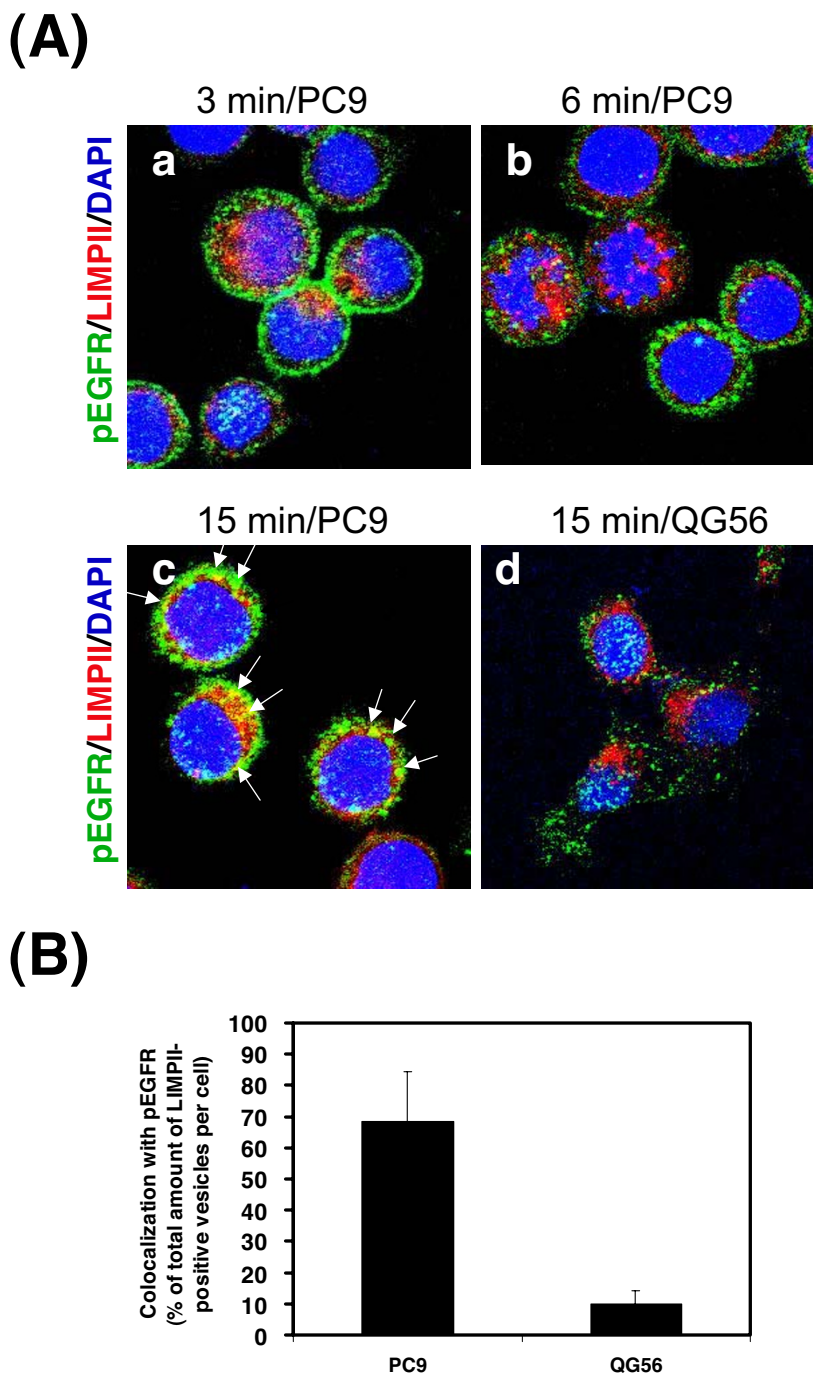 (A)
3 min/PC9
6 min/PC9
pEGFR/LIMPII/DAPI
a
b
15 min/PC9
15 min/QG56
pEGFR/LIMPII/DAPI
c
d
(B)
Colocalization with pEGFR
(% of total amount of LIMPII-
positive vesicles per cell)
100
90
80
70
60
50
40
30
20
10
0
PC9
QG56